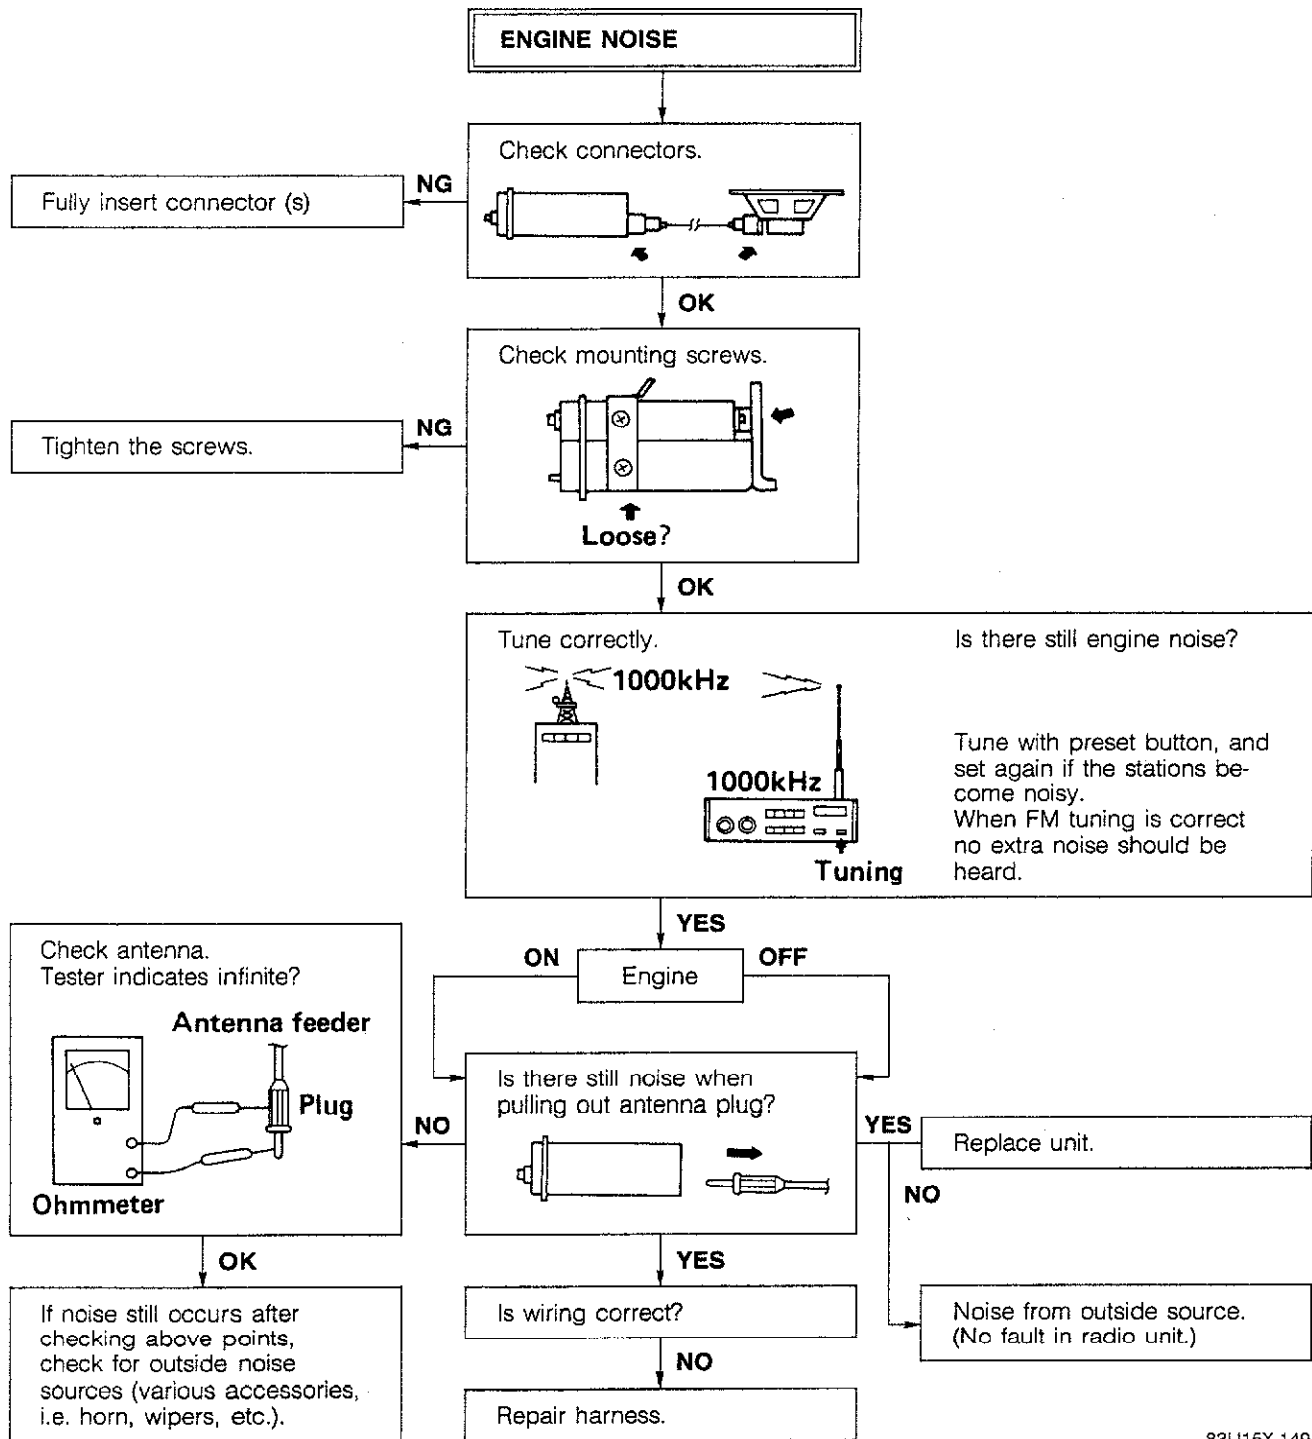 ENGINE NOISE
Check connectors.
NG
Fully insert connector (s)
OK
Check mounting screws.
NG
Tighten the screws.
Loose?
OK
Tune correctly.
Is there still engine noise?
1000kHz
1000kHz
Tuning
Tune with preset button, and
set again if the stations be-
come noisy.
When FM tuning is correct
no extra noise should be
heard.
YES
ON
Engine
OFF
Check antenna.
Tester indicates infinite?
Antenna feeder
Plug
Ohmmeter
NO
Is there still noise when
pulling out antenna plug?
YES
Replace unit.
NO
OK
YES
If noise still occurs after
checking above points,
check for outside noise
sources (various accessories,
i.e. horn, wipers, etc.).
Is wiring correct?
Noise from outside source.
(No fault in radio unit.)
NO
Repair harness.
83U15X-149